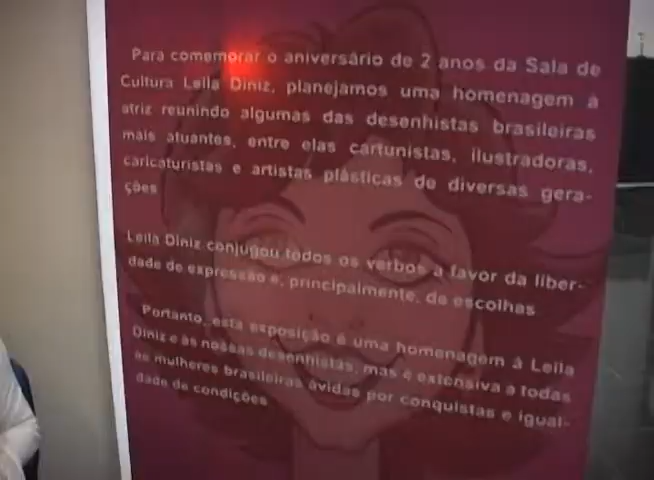 Para comemorar o aniversário de 2 anos da Sala de
Cultura Leila Diniz, planejamos uma homenagem à
atriz reunindo algumas das desenhistas brasileiras
mais atuantes, entre elas cartunistas, ilustradoras,
caricaturistas e artistas plásticas de diversas gera-
ções
Leila Diniz conjugou todos os verbos a favor da liber-
dade de expressão e, principalmente, de escolhas
Portanto, esta exposição é uma homenagem à Leila
Diniz e às nossas desenhistas, mas é extensiva a todas
as mulheres brasileiras ávidas por conquistas e igual-
dade de condições